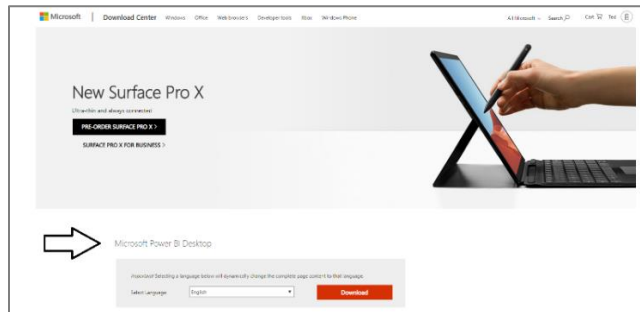 Microsoft | Download Center Windows Office Web browsers Developer tools Xbox Windows Phone All Microsoft Search Cart
New Surface Pro X
Ultra-thin and always connected
PRE-ORDER SURFACE PRO X >
SURFACE PRO X FOR BUSINESS >
Microsoft Power BI Desktop
Important! Selecting a language below will dynamically change the complete page content to that language.
Select Language: English Download